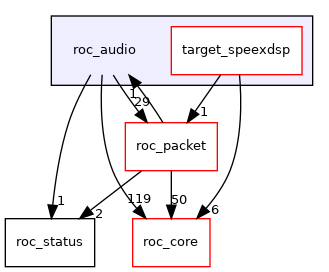 roc_audio
target_speexdsp
1
29
1
roc_packet
1
2
119
50
6
roc_status
roc_core